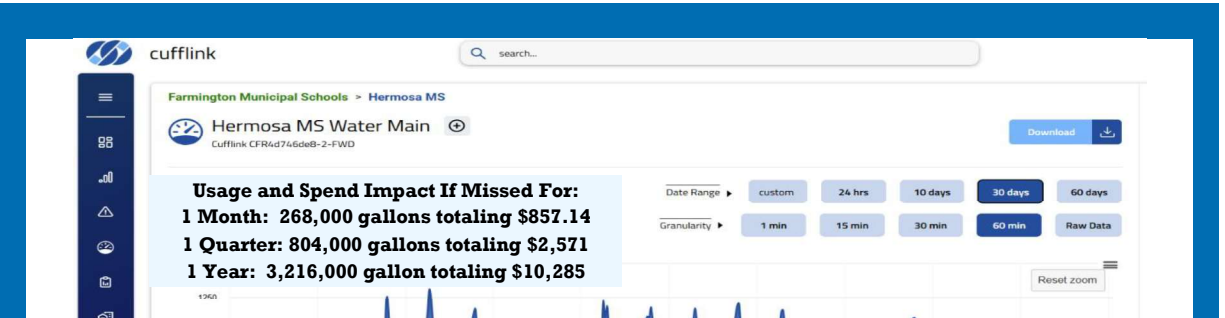 cufflink
search...
Farmington Municipal Schools > Hermosa MS
Hermosa MS Water Main
Cufflink CFR4d746de8-2-FWD
Download
Usage and Spend Impact If Missed For:
1 Month: 268,000 gallons totaling $857.14
1 Quarter: 804,000 gallons totaling $2,571
1 Year: 3,216,000 gallon totaling $10,285
Date Range custom 24 hrs 10 days 30 days 60 days
Granularity 1 min 15 min 30 min 60 min Raw Data
Reset zoom
1250